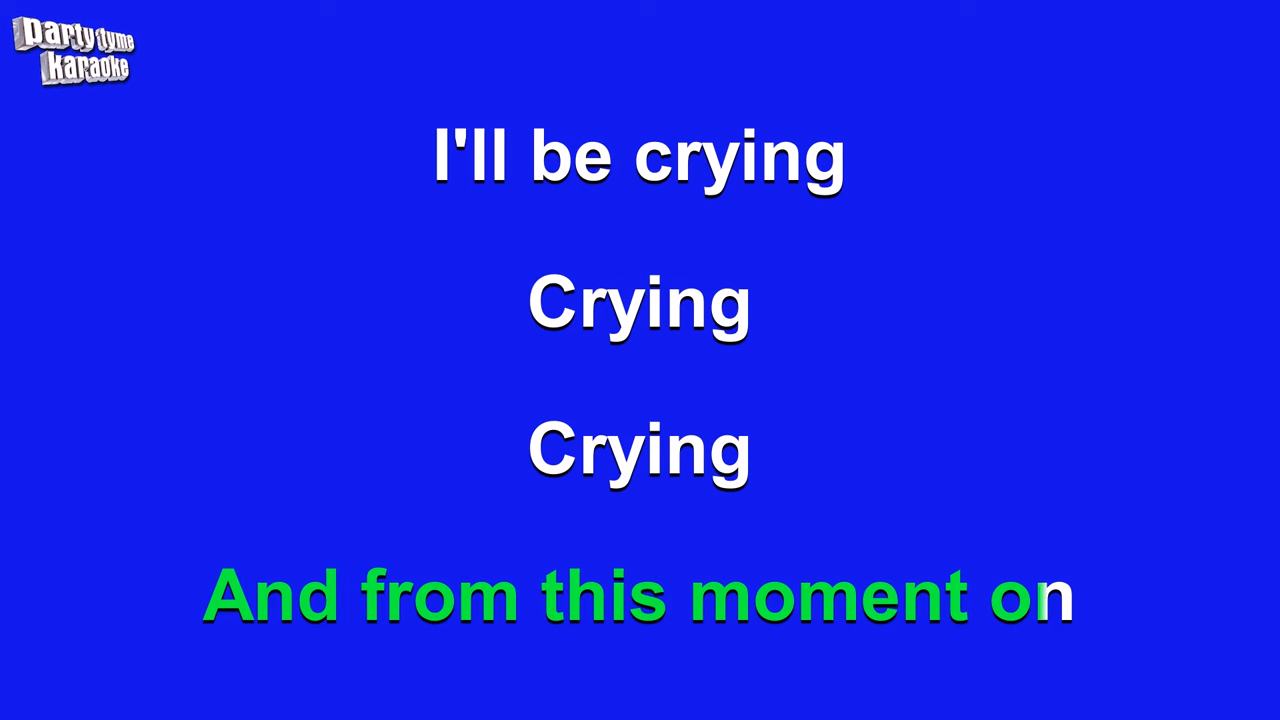 party tyme
karaoke
I'll be crying
Crying
Crying
And from this moment on